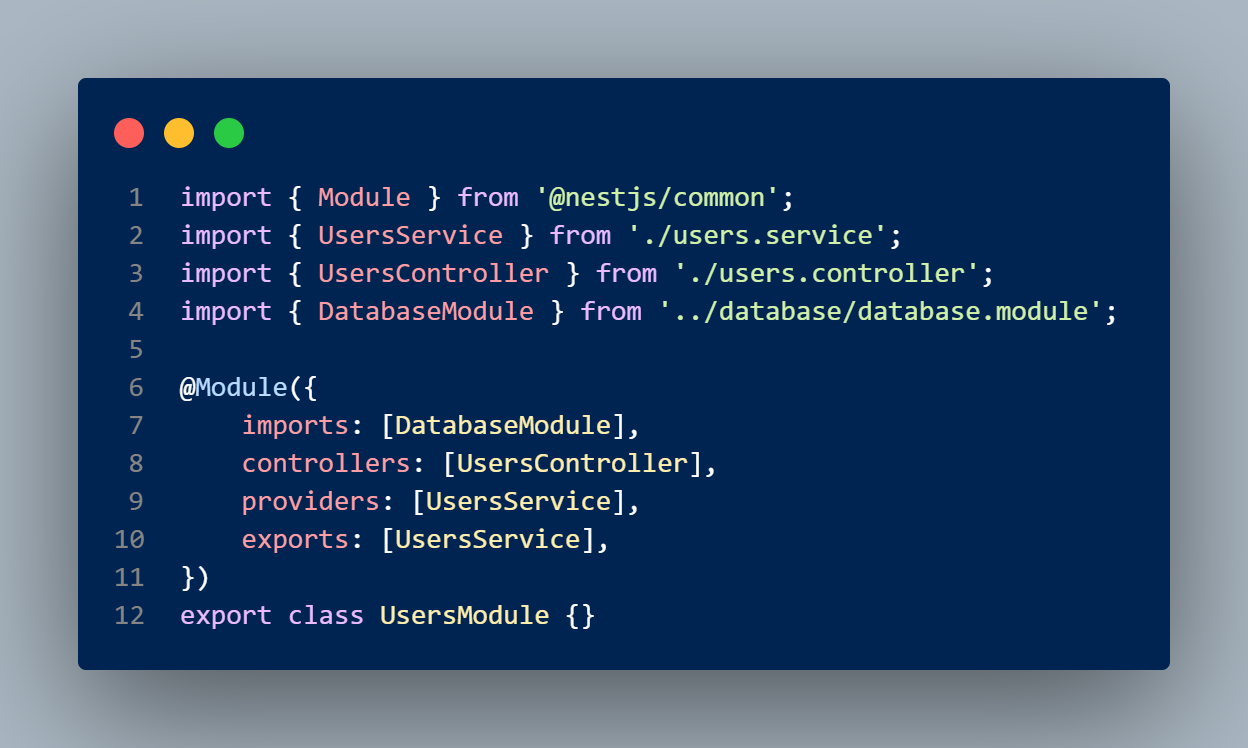 1 import { Module } from '@nestjs/common';
2 import { UsersService } from './users.service';
3 import { UsersController } from './users.controller';
4 import { DatabaseModule } from '../database/database.module';
5
6 @Module({
7     imports: [DatabaseModule],
8     controllers: [UsersController],
9     providers: [UsersService],
10     exports: [UsersService],
11 })
12 export class UsersModule {}